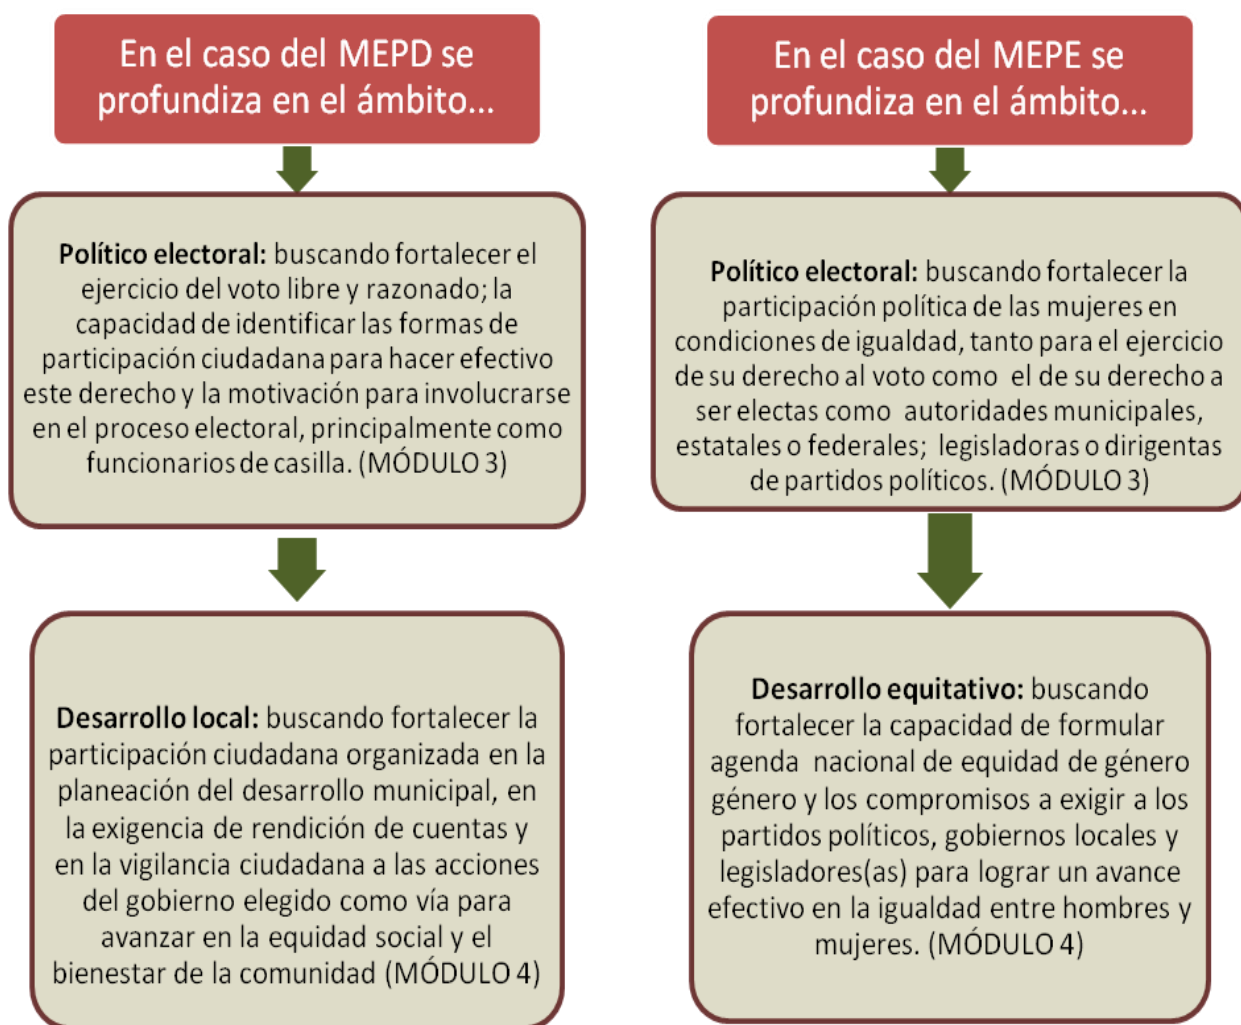 En el caso del MEPD se
profundiza en el ámbito...
Político electoral: buscando fortalecer el
ejercicio del voto libre y razonado; la
capacidad de identificar las formas de
participación ciudadana para hacer efectivo
este derecho y la motivación para involucrarse
en el proceso electoral, principalmente como
funcionarios de casilla. (MÓDULO 3)
Desarrollo local: buscando fortalecer la
participación ciudadana organizada en la
planeación del desarrollo municipal, en
la exigencia de rendición de cuentas y
en la vigilancia ciudadana a las acciones
del gobierno elegido como vía para
avanzar en la equidad social y el
bienestar de la comunidad (MÓDULO 4)
En el caso del MEPE se
profundiza en el ámbito...
Político electoral: buscando fortalecer la
participación política de las mujeres en
condiciones de igualdad, tanto para el ejercicio
de su derecho al voto como el de su derecho a
ser electas como autoridades municipales,
estatales o federales; legisladoras o dirigentas
de partidos políticos. (MÓDULO 3)
Desarrollo equitativo: buscando
fortalecer la capacidad de formular
agenda nacional de equidad de género
género y los compromisos a exigir a los
partidos políticos, gobiernos locales y
legisladores(as) para lograr un avance
efectivo en la igualdad entre hombres y
mujeres. (MÓDULO 4)